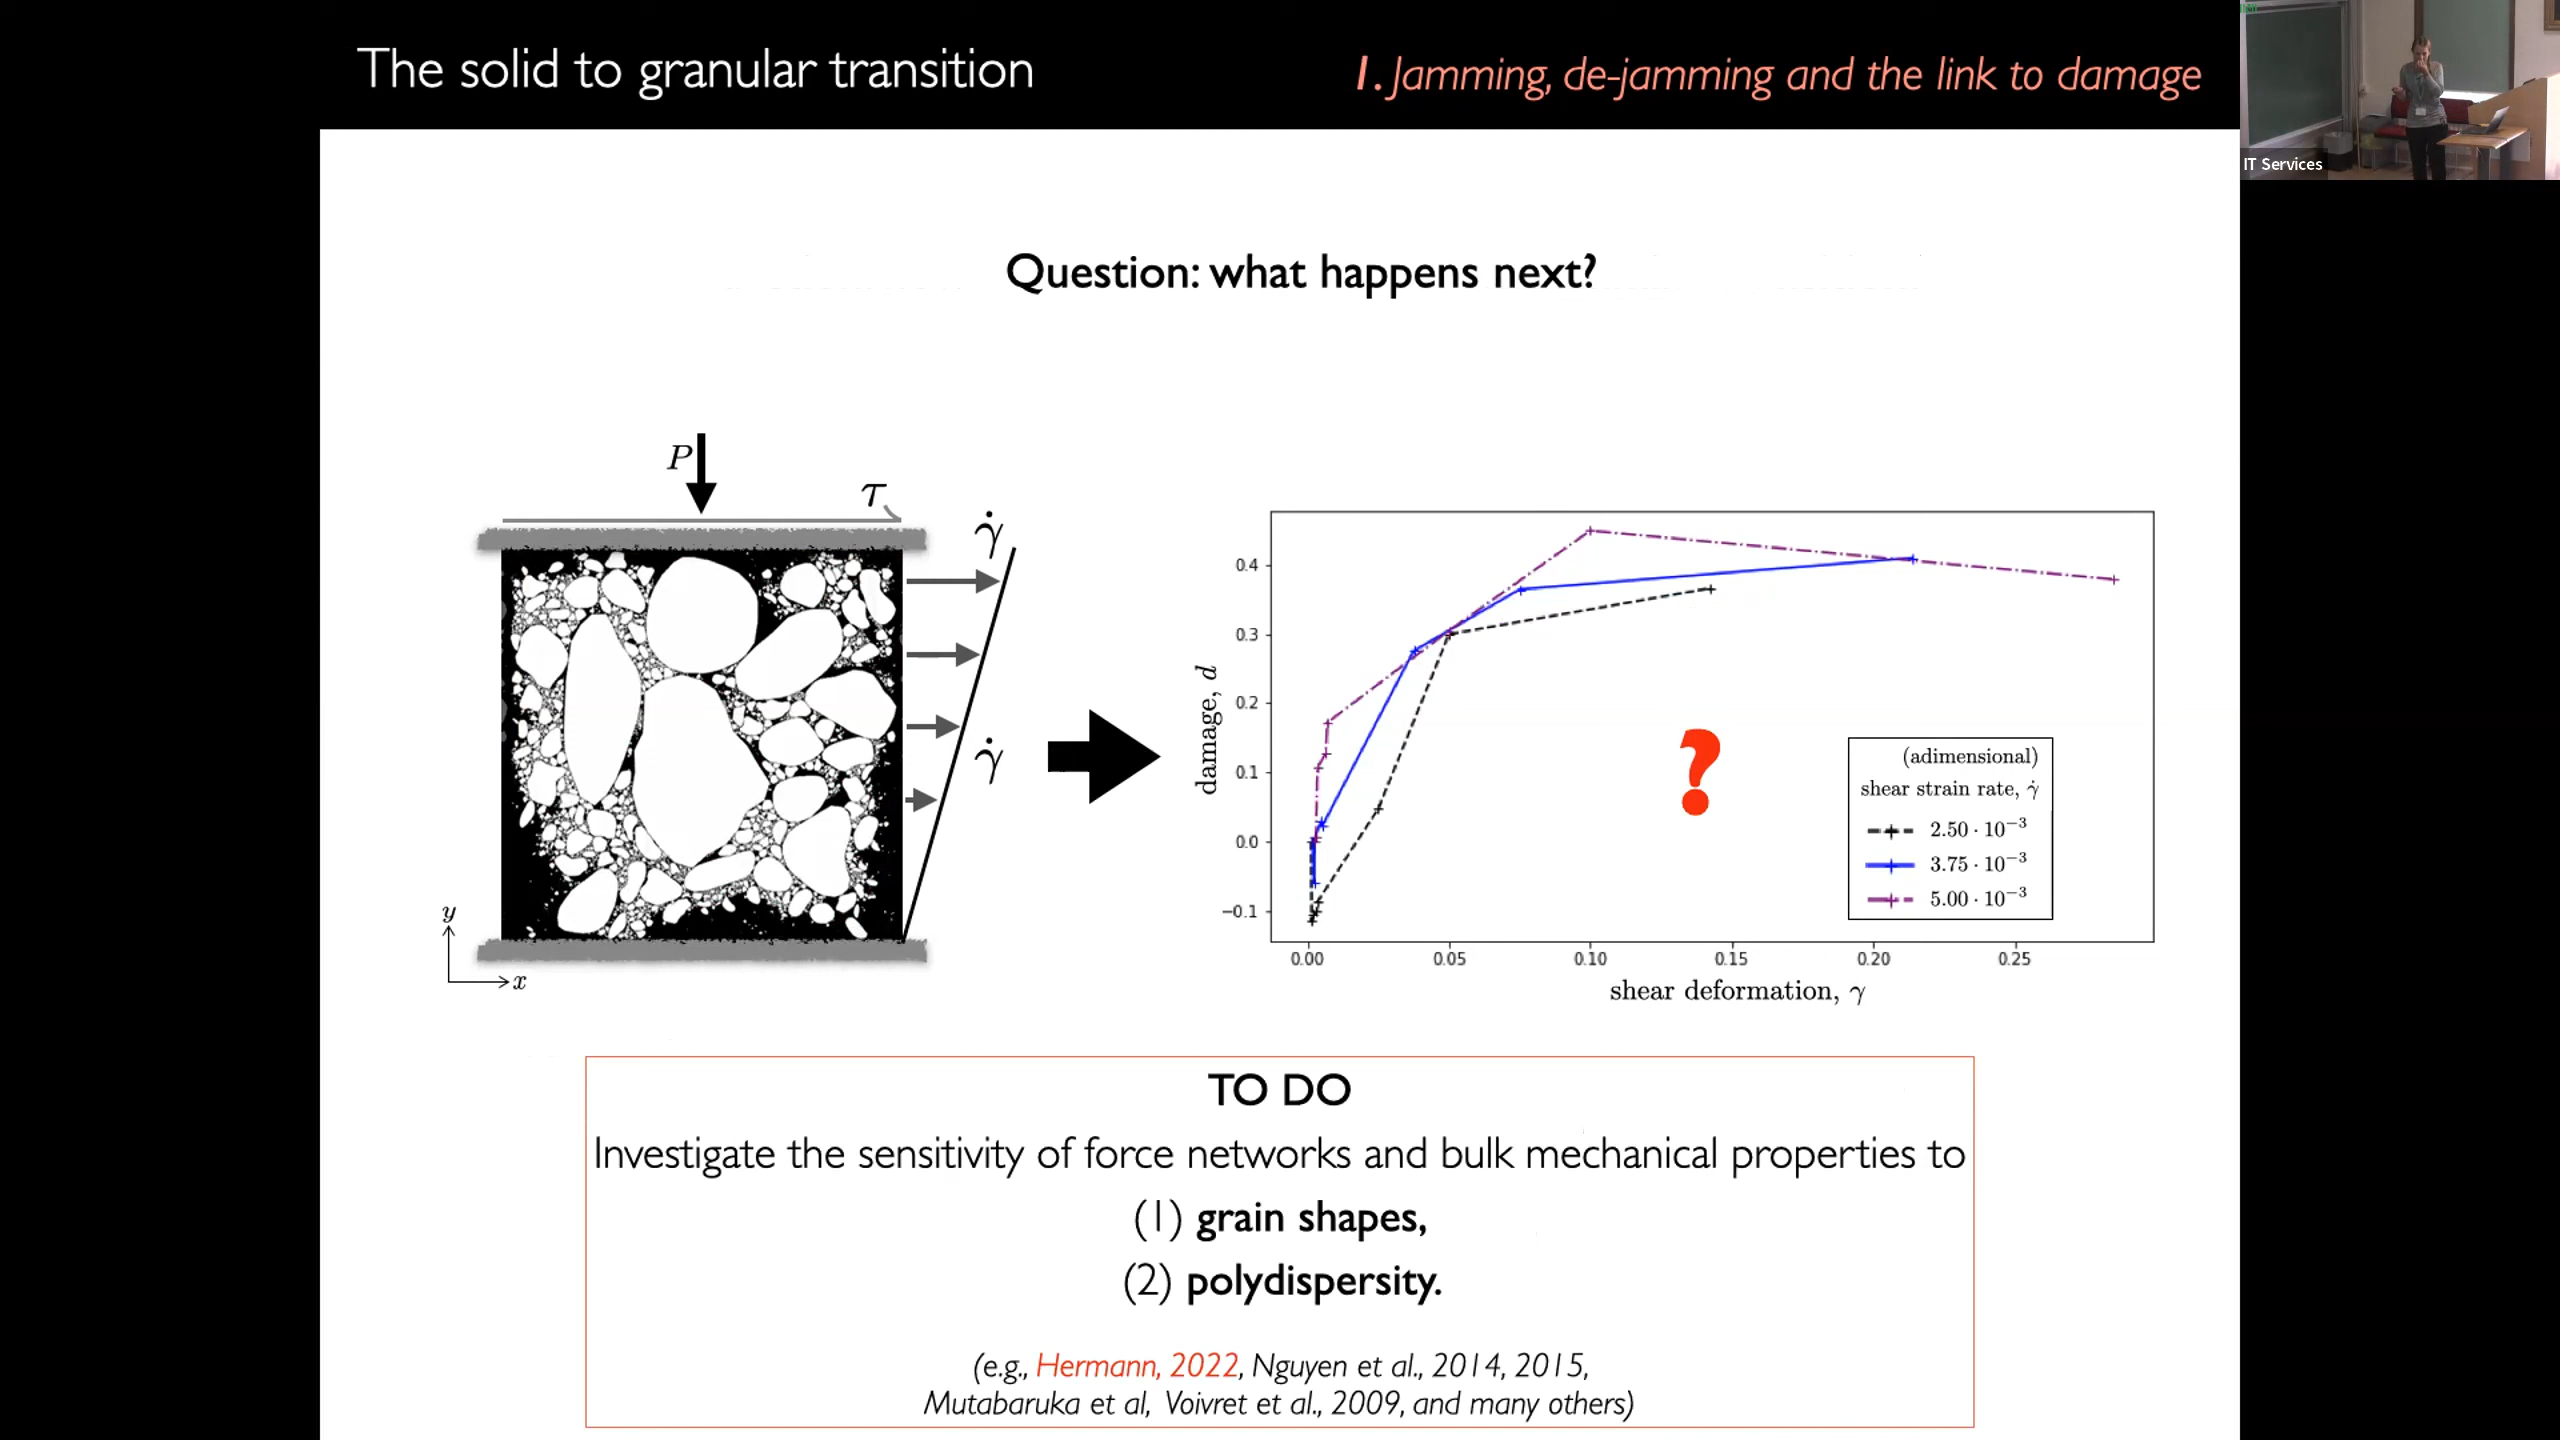 The solid to granular transition
1. Jamming, de-jamming and the link to damage
IT Services
Question: what happens next?
P
τ
γ̇
γ̇
y
x
damage, d
0.4
0.3
0.2
0.1
0.0
−0.1
0.00 0.05 0.10 0.15 0.20 0.25
shear deformation, γ
?
(adimensional)
shear strain rate, γ̇
2.50 · 10⁻³
3.75 · 10⁻³
5.00 · 10⁻³
TO DO
Investigate the sensitivity of force networks and bulk mechanical properties to
(1) grain shapes,
(2) polydispersity.
(e.g., Hermann, 2022, Nguyen et al., 2014, 2015,
Mutabaruka et al, Voivret et al., 2009, and many others)